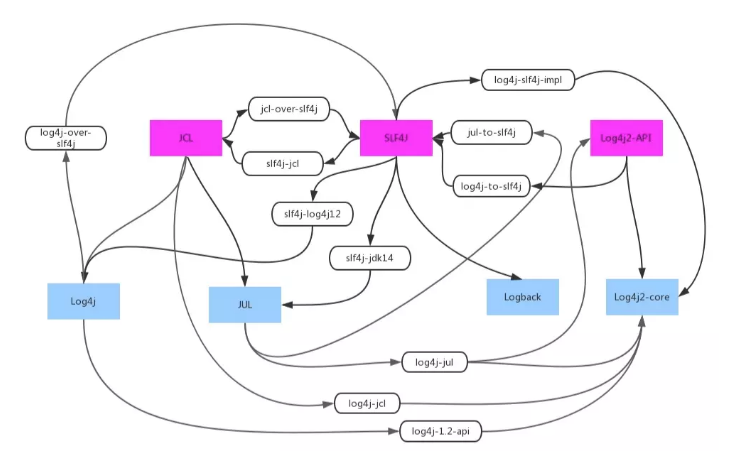 log4j-slf4j-impl
jcl-over-slf4j
log4j-over-
slf4j
JCL
SLF4J
jul-to-slf4j
Log4j2-API
slf4j-jcl
log4j-to-slf4j
slf4j-log4j12
slf4j-jdk14
Log4j
JUL
Logback
Log4j2-core
log4j-jul
log4j-jcl
log4j-1.2-api